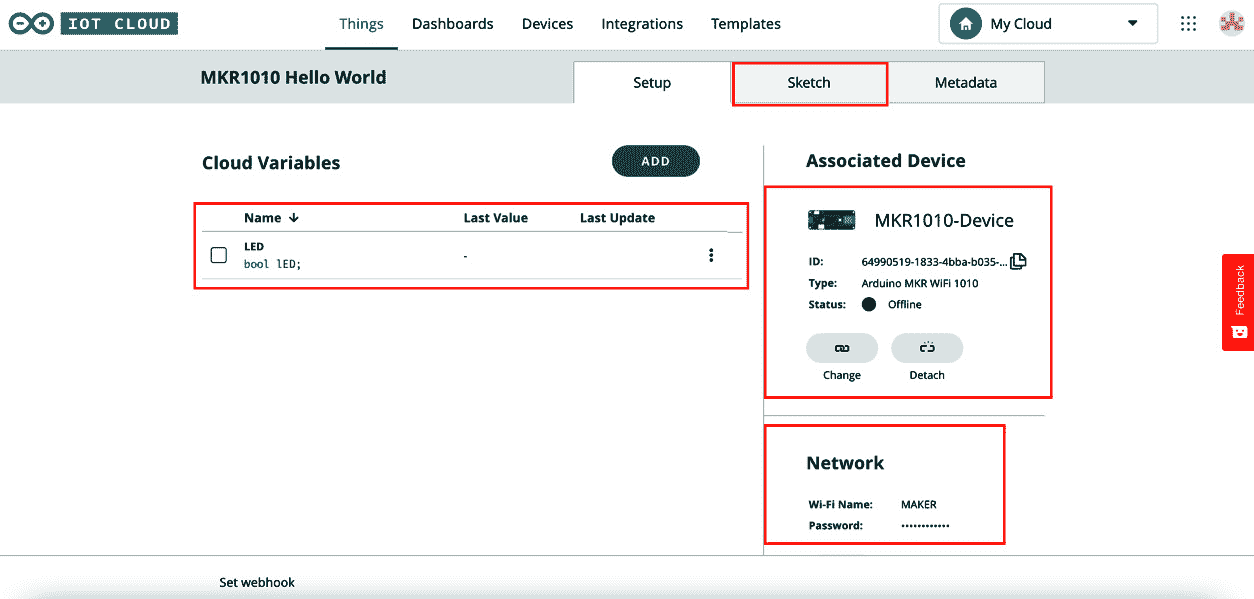 IOT CLOUD
Things Dashboards Devices Integrations Templates
My Cloud
MKR1010 Hello World
Setup Sketch Metadata
Cloud Variables
ADD
Name Last Value Last Update
LED
bool lED;
-
Associated Device
MKR1010-Device
ID: 64990519-1833-4bba-b035-...
Type: Arduino MKR WiFi 1010
Status: Offline
Change Detach
Network
Wi-Fi Name: MAKER
Password: ••••••••••••
Feedback
Set webhook